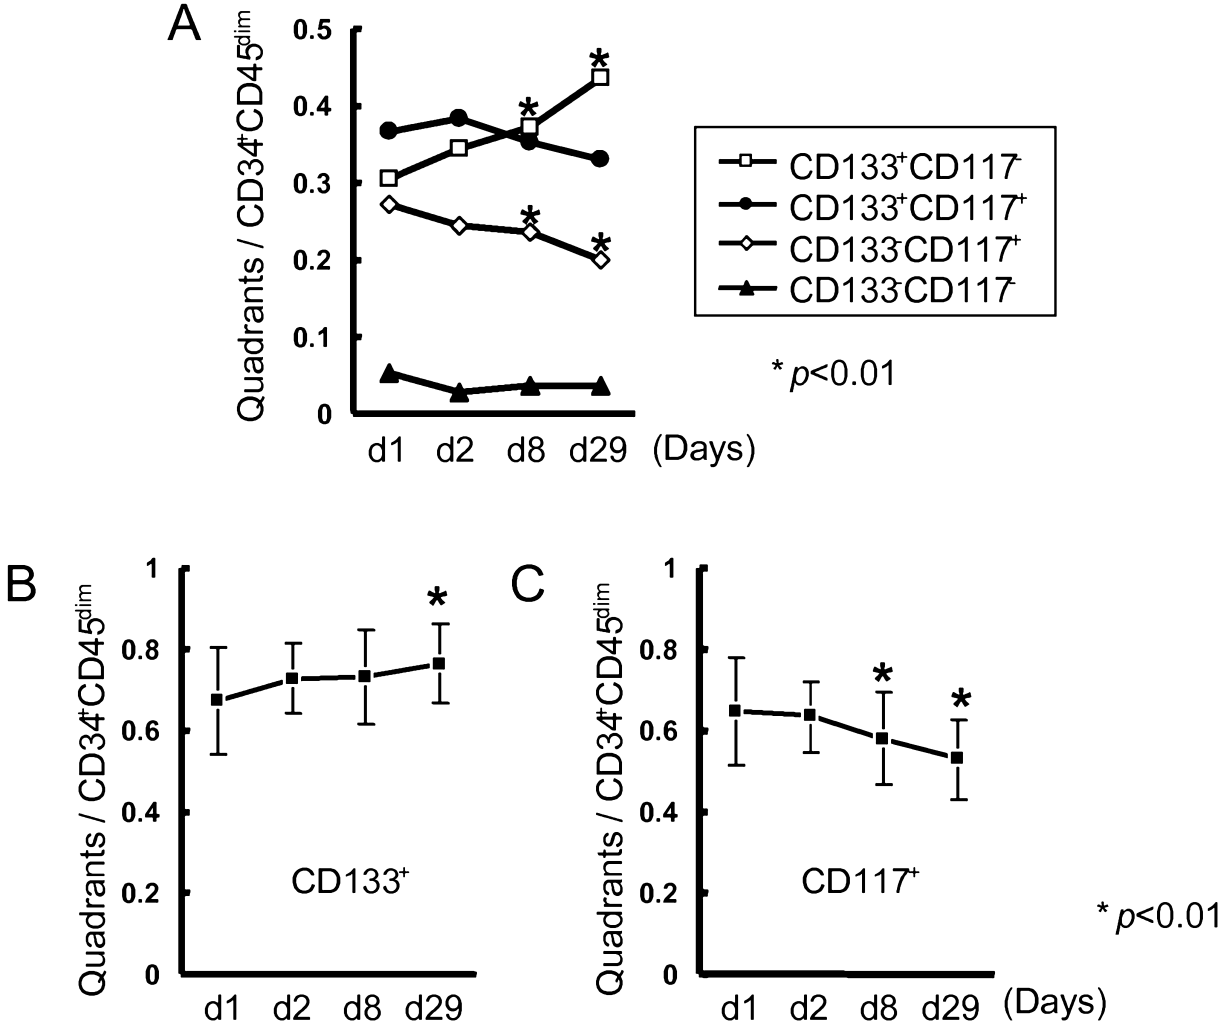 A
Quadrants / CD34+CD45dim
0.5
0.4
0.3
0.2
0.1
0
*
*
*
*
d1 d2 d8 d29 (Days)
CD133+CD117-
CD133+CD117+
CD133-CD117+
CD133-CD117-
* p<0.01
B
Quadrants / CD34+CD45dim
1
0.8
0.6
0.4
0.2
0
*
CD133+
d1 d2 d8 d29
C
Quadrants / CD34+CD45dim
1
0.8
0.6
0.4
0.2
0
*
*
CD117+
d1 d2 d8 d29 (Days)
* p<0.01